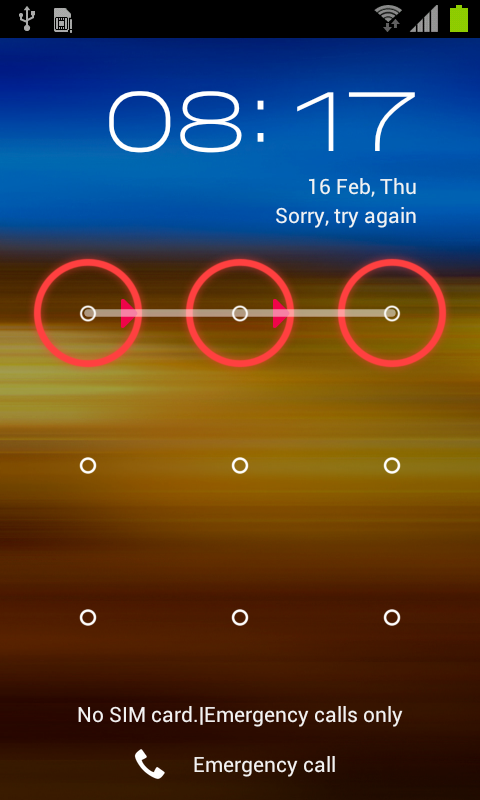 08:17
16 Feb, Thu
Sorry, try again
No SIM card.|Emergency calls only
Emergency call